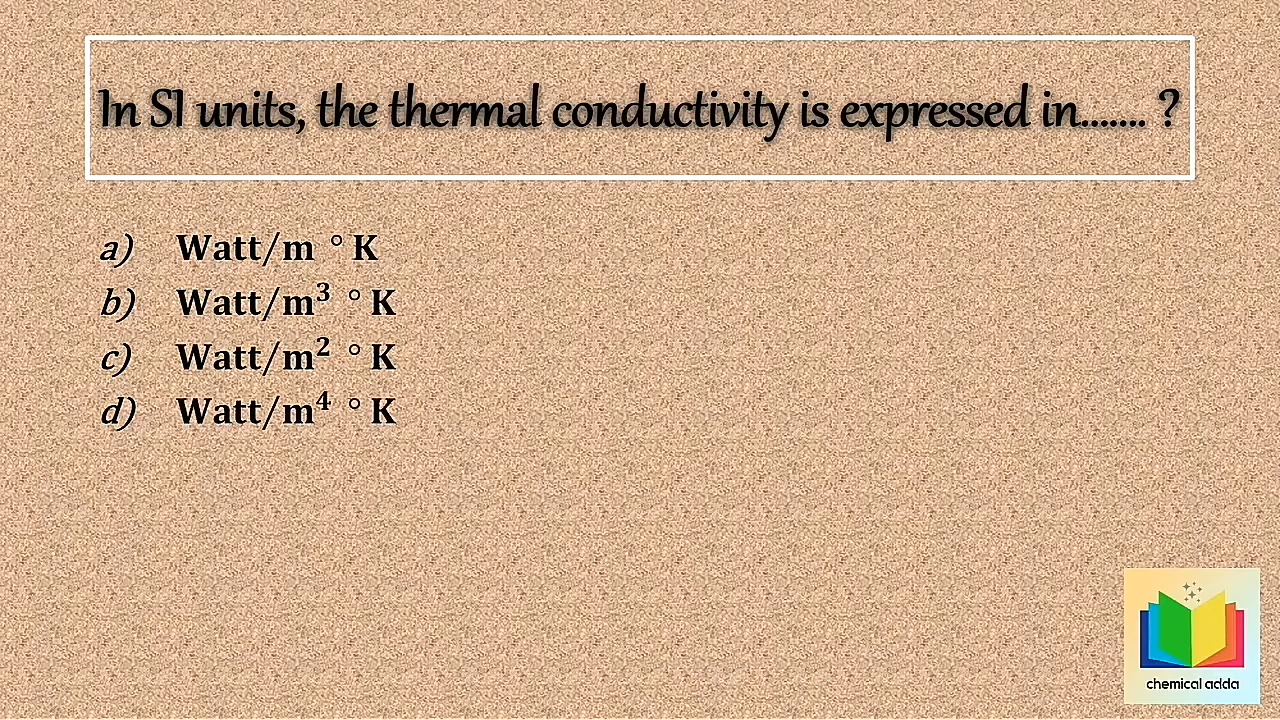 In SI units, the thermal conductivity is expressed in....... ?
a) Watt/m ° K
b) Watt/m³ ° K
c) Watt/m² ° K
d) Watt/m⁴ ° K
chemical adda